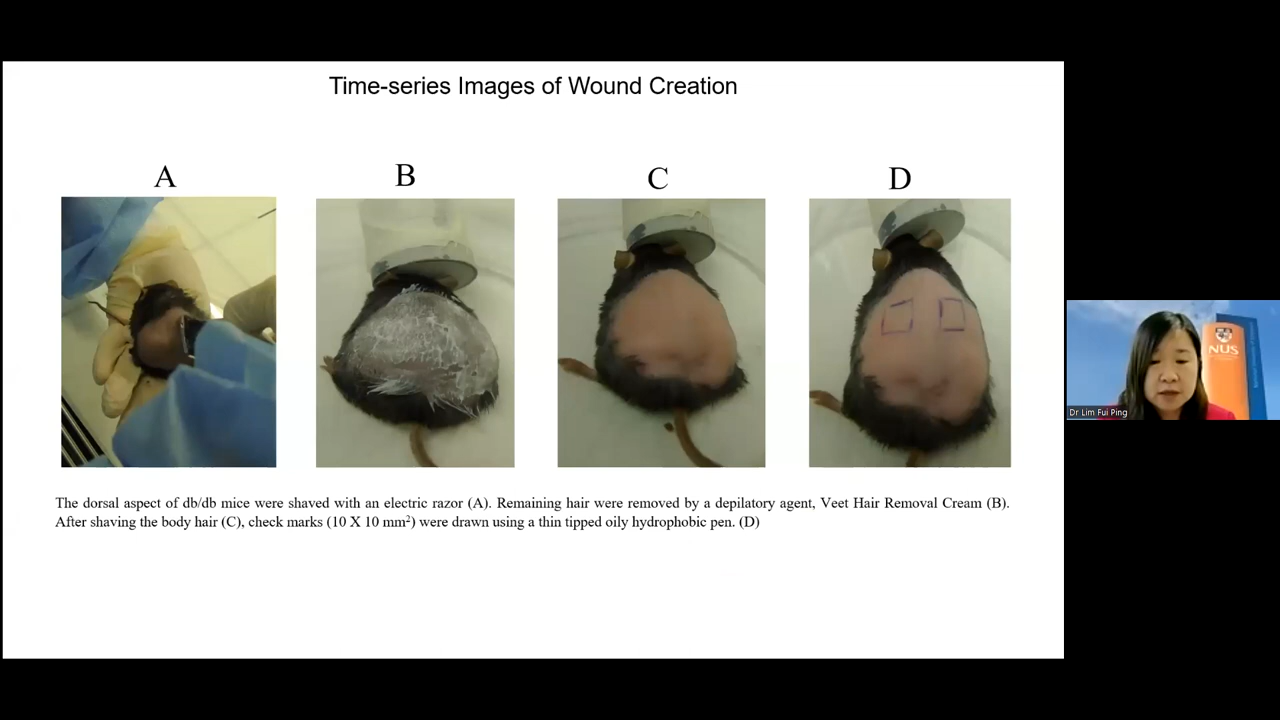 Time-series Images of Wound Creation
A
B
C
D
The dorsal aspect of db/db mice were shaved with an electric razor (A). Remaining hair were removed by a depilatory agent, Veet Hair Removal Cream (B).
After shaving the body hair (C), check marks (10 X 10 mm²) were drawn using a thin tipped oily hydrophobic pen. (D)
NUS
Dr Lim Fui Ping